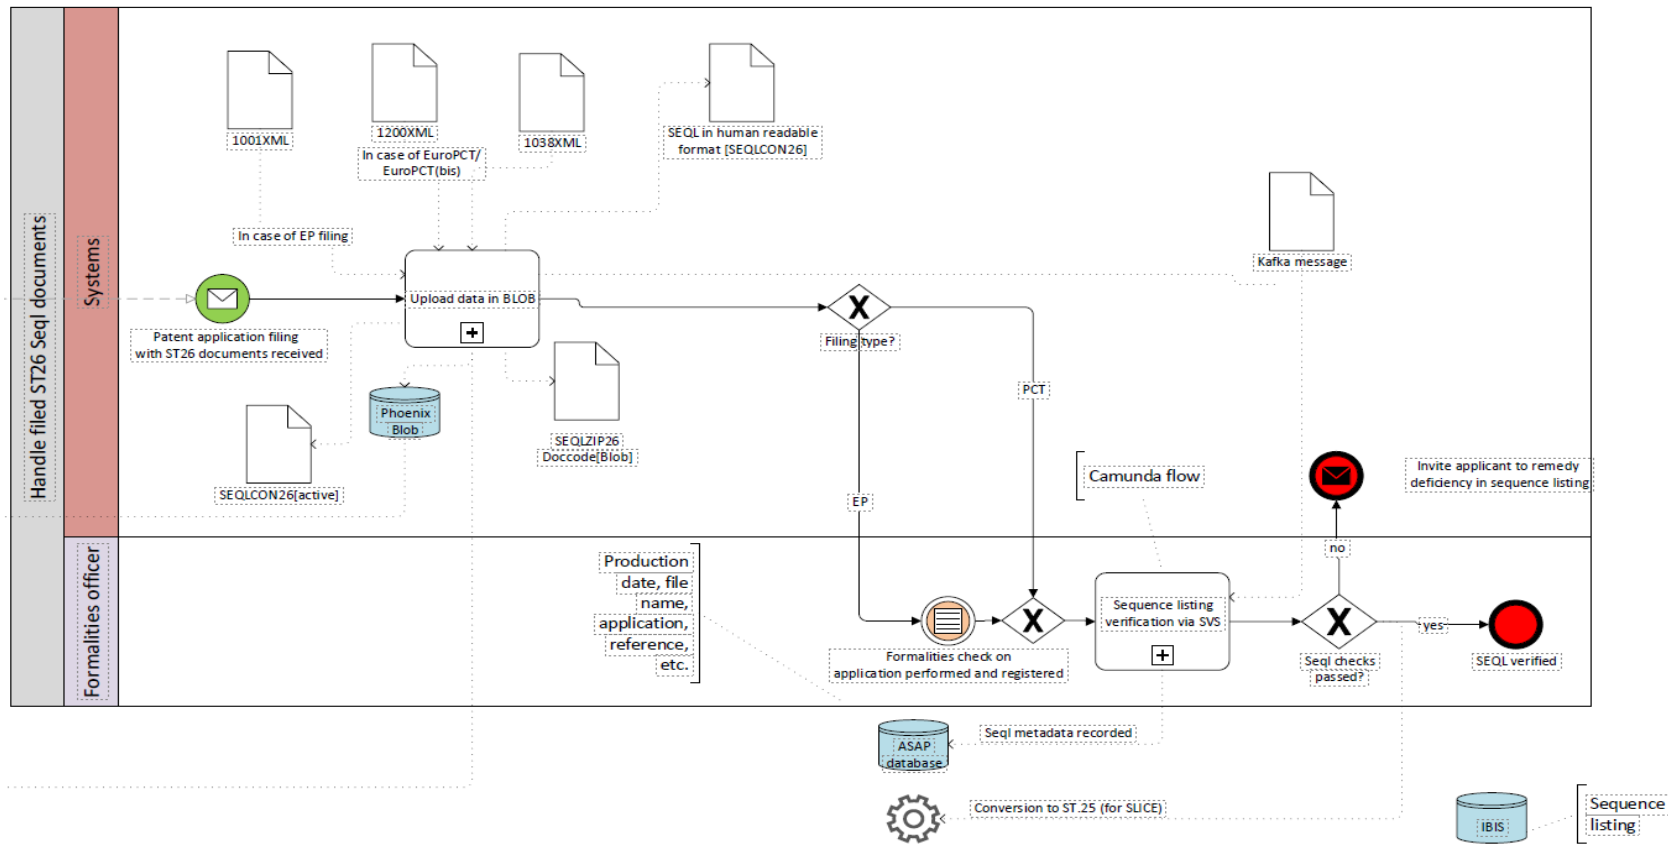 Handle filed ST26 Seql documents
Systems
Formalities officer
1001XML
1200XML
In case of EuroPCT/
EuroPCT(bis)
1038XML
SEQL in human readable
format [SEQLCON26]
In case of EP filing
Kafka message
Upload data in BLOB
Patent application filing
with ST26 documents received
Filing type?
PCT
Phoenix
Blob
SEQLZIP26
Doccode[Blob]
SEQLCON26[active]
EP
Camunda flow
Invite applicant to remedy
deficiency in sequence listing
no
Production
date, file
name,
application,
reference,
etc.
Formalities check on
application performed and registered
Sequence listing
verification via SVS
Seql checks
passed?
yes
SEQL verified
ASAP
database
Seql metadata recorded
Conversion to ST.25 (for SLICE)
IBIS
Sequence
listing